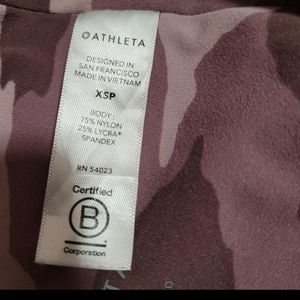 ATHLETA
DESIGNED IN
SAN FRANCISCO
MADE IN VIETNAM
XSP
BODY:
75% NYLON
25% LYCRA®
SPANDEX
RN 54023
Certified
B
Corporation